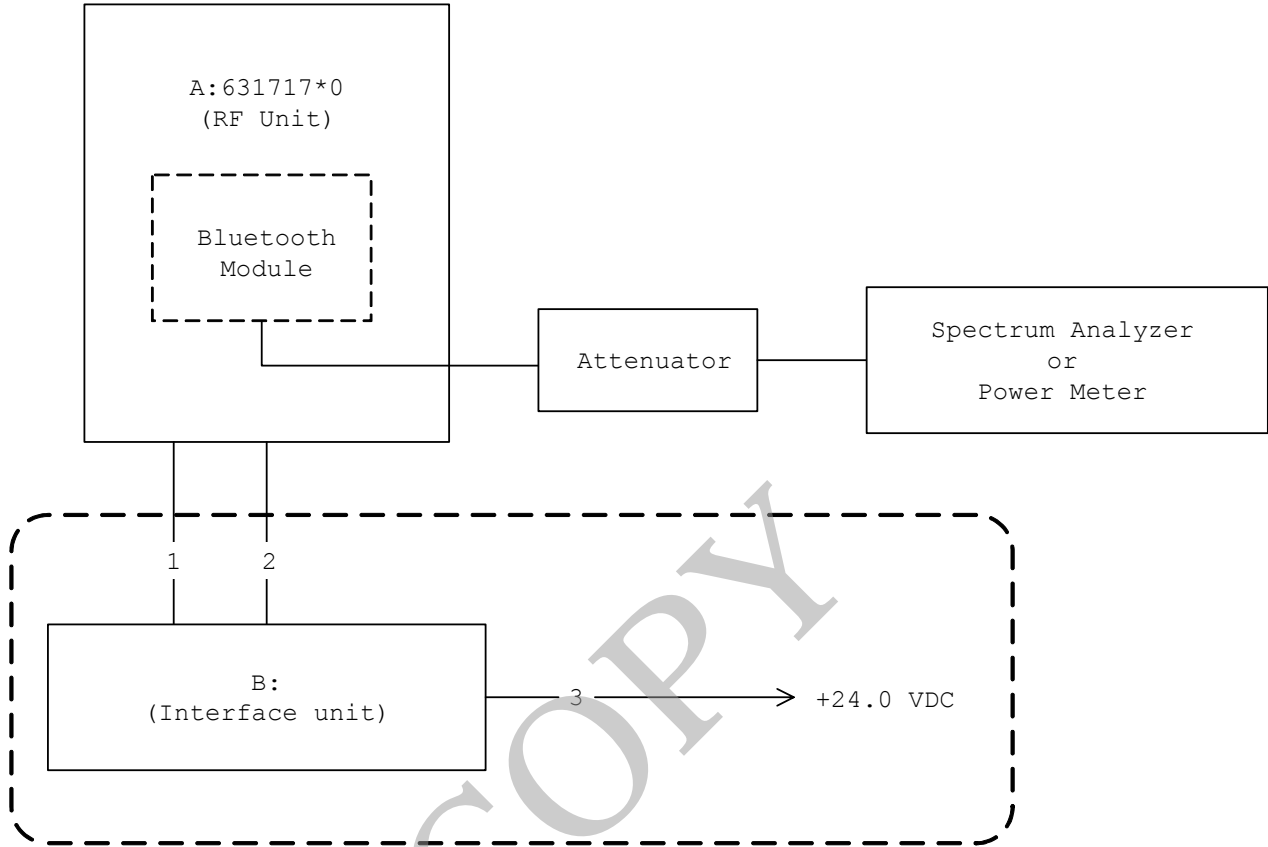 A:631717*0
(RF Unit)
Bluetooth
Module
Attenuator
Spectrum Analyzer
or
Power Meter
1
2
B:
(Interface unit)
3
+24.0 VDC
COPY